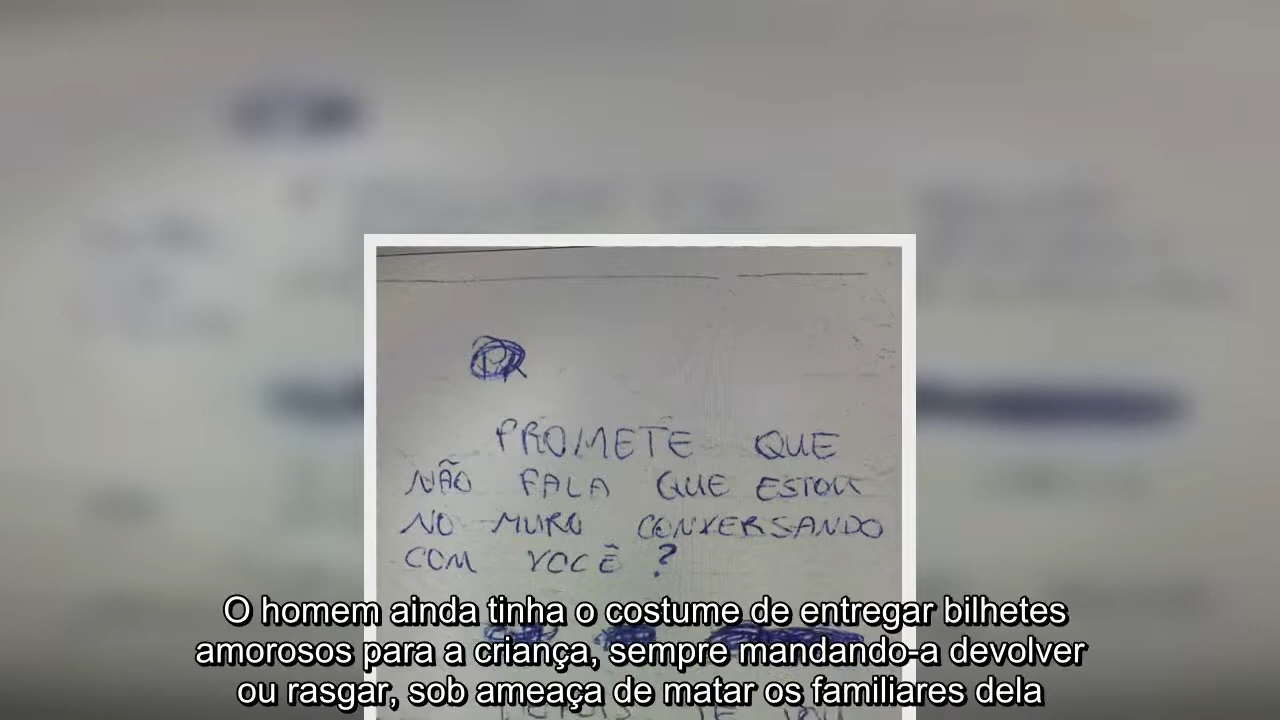 PROMETE QUE
NÃO FALA QUE ESTOU
NO MURO CONVERSANDO
COM VOCÊ ?
O homem ainda tinha o costume de entregar bilhetes
amorosos para a criança, sempre mandando-a devolver
ou rasgar, sob ameaça de matar os familiares dela